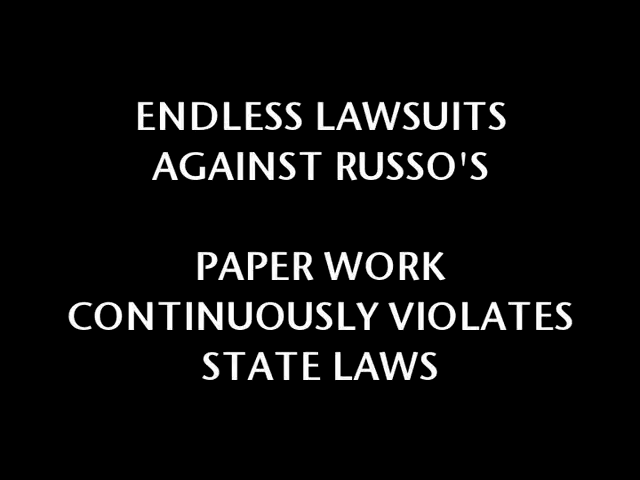 ENDLESS LAWSUITS
AGAINST RUSSO'S
PAPER WORK
CONTINUOUSLY VIOLATES
STATE LAWS